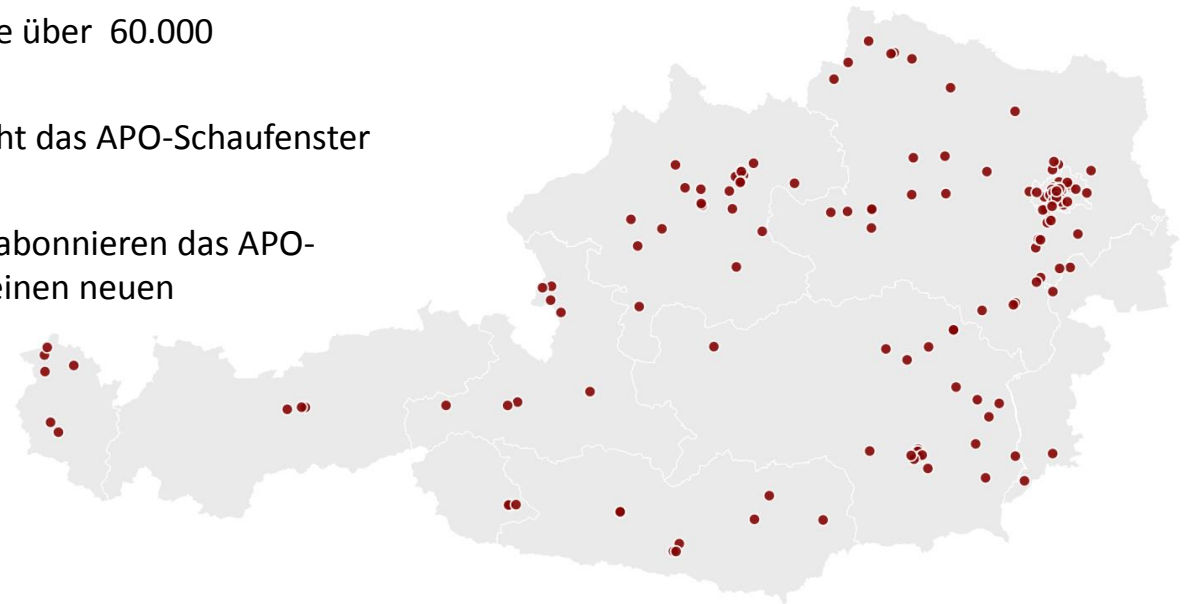 e über 60.000
ht das APO-Schaufenster
abonnieren das APO-
einen neuen